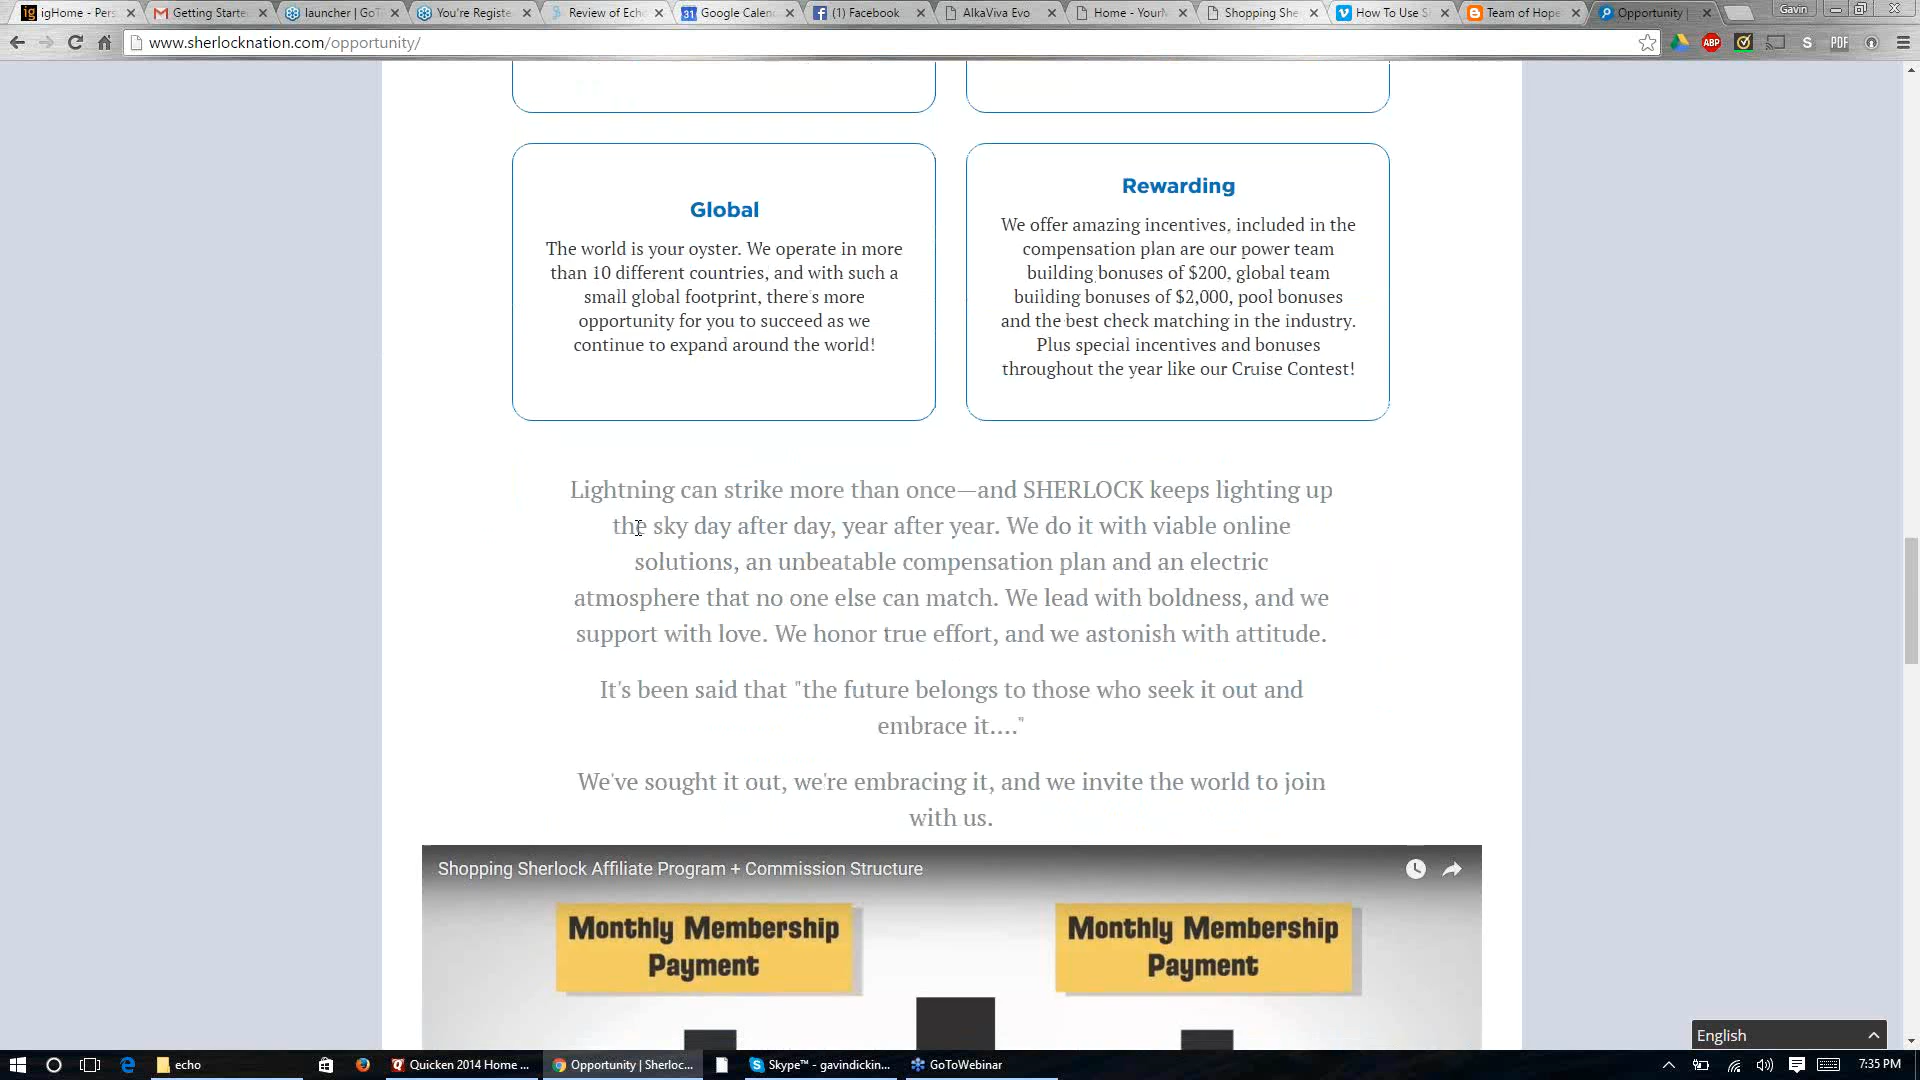 igHome - Pers
Getting Starte
launcher | GoT
You're Registe
Review of Echo
Google Calen
(1) Facebook
AlkaViva Evo
Home - YourM
Shopping She
How To Use S
Team of Hope
Opportunity |
Gavin
www.sherlocknation.com/opportunity/
ABP
S
PDF
Global
The world is your oyster. We operate in more
than 10 different countries, and with such a
small global footprint, there's more
opportunity for you to succeed as we
continue to expand around the world!
Rewarding
We offer amazing incentives, included in the
compensation plan are our power team
building bonuses of $200, global team
building bonuses of $2,000, pool bonuses
and the best check matching in the industry.
Plus special incentives and bonuses
throughout the year like our Cruise Contest!
Lightning can strike more than once—and SHERLOCK keeps lighting up
the sky day after day, year after year. We do it with viable online
solutions, an unbeatable compensation plan and an electric
atmosphere that no one else can match. We lead with boldness, and we
support with love. We honor true effort, and we astonish with attitude.
It's been said that "the future belongs to those who seek it out and
embrace it...."
We've sought it out, we're embracing it, and we invite the world to join
with us.
Shopping Sherlock Affiliate Program + Commission Structure
Monthly Membership
Payment
Monthly Membership
Payment
English
echo
Quicken 2014 Home ...
Opportunity | Sherloc...
Skype™ - gavindickin...
GoToWebinar
7:35 PM